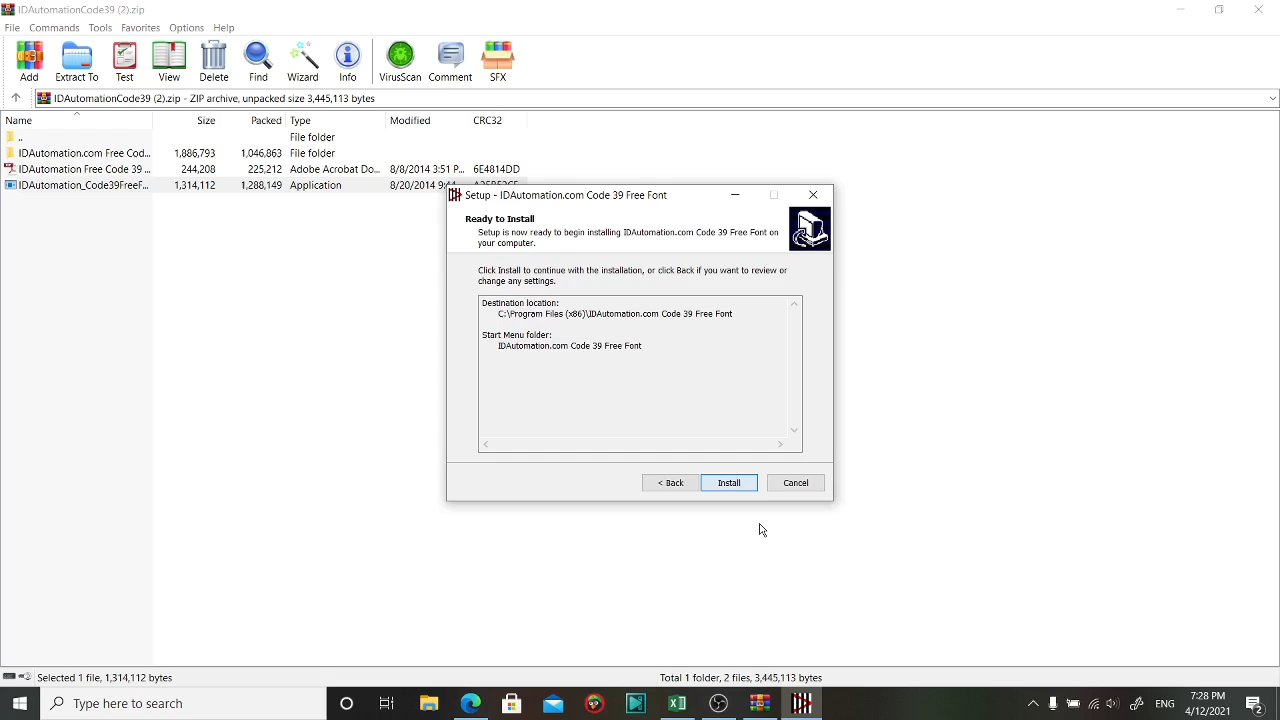 IDAutomationCode39 (2).zip
File Commands Tools Favorites Options Help
Add Extract To Test View Delete Find Wizard Info VirusScan Comment SFX
IDAutomationCode39 (2).zip - ZIP archive, unpacked size 3,445,113 bytes
Name Size Packed Type Modified CRC32
.. File folder
IDAutomation.com Free Cod... 1,886,793 1,046,863 File folder
IDAutomation Free Code 39 ... 244,208 225,212 Adobe Acrobat Do... 8/8/2014 3:51 P... 6E4814DD
IDAutomation_Code39FreeF... 1,314,112 1,288,149 Application 8/20/2014 9:44
Setup - IDAutomation.com Code 39 Free Font
Ready to Install
Setup is now ready to begin installing IDAutomation.com Code 39 Free Font on
your computer.
Click Install to continue with the installation, or click Back if you want to review or
change any settings.
Destination location:
C:\Program Files (x86)\IDAutomation.com Code 39 Free Font
Start Menu folder:
IDAutomation.com Code 39 Free Font
< Back Install Cancel
Selected 1 file, 1,314,112 bytes Total 1 folder, 2 files, 3,445,113 bytes
Type here to search
ENG
7:28 PM
4/12/2021
2